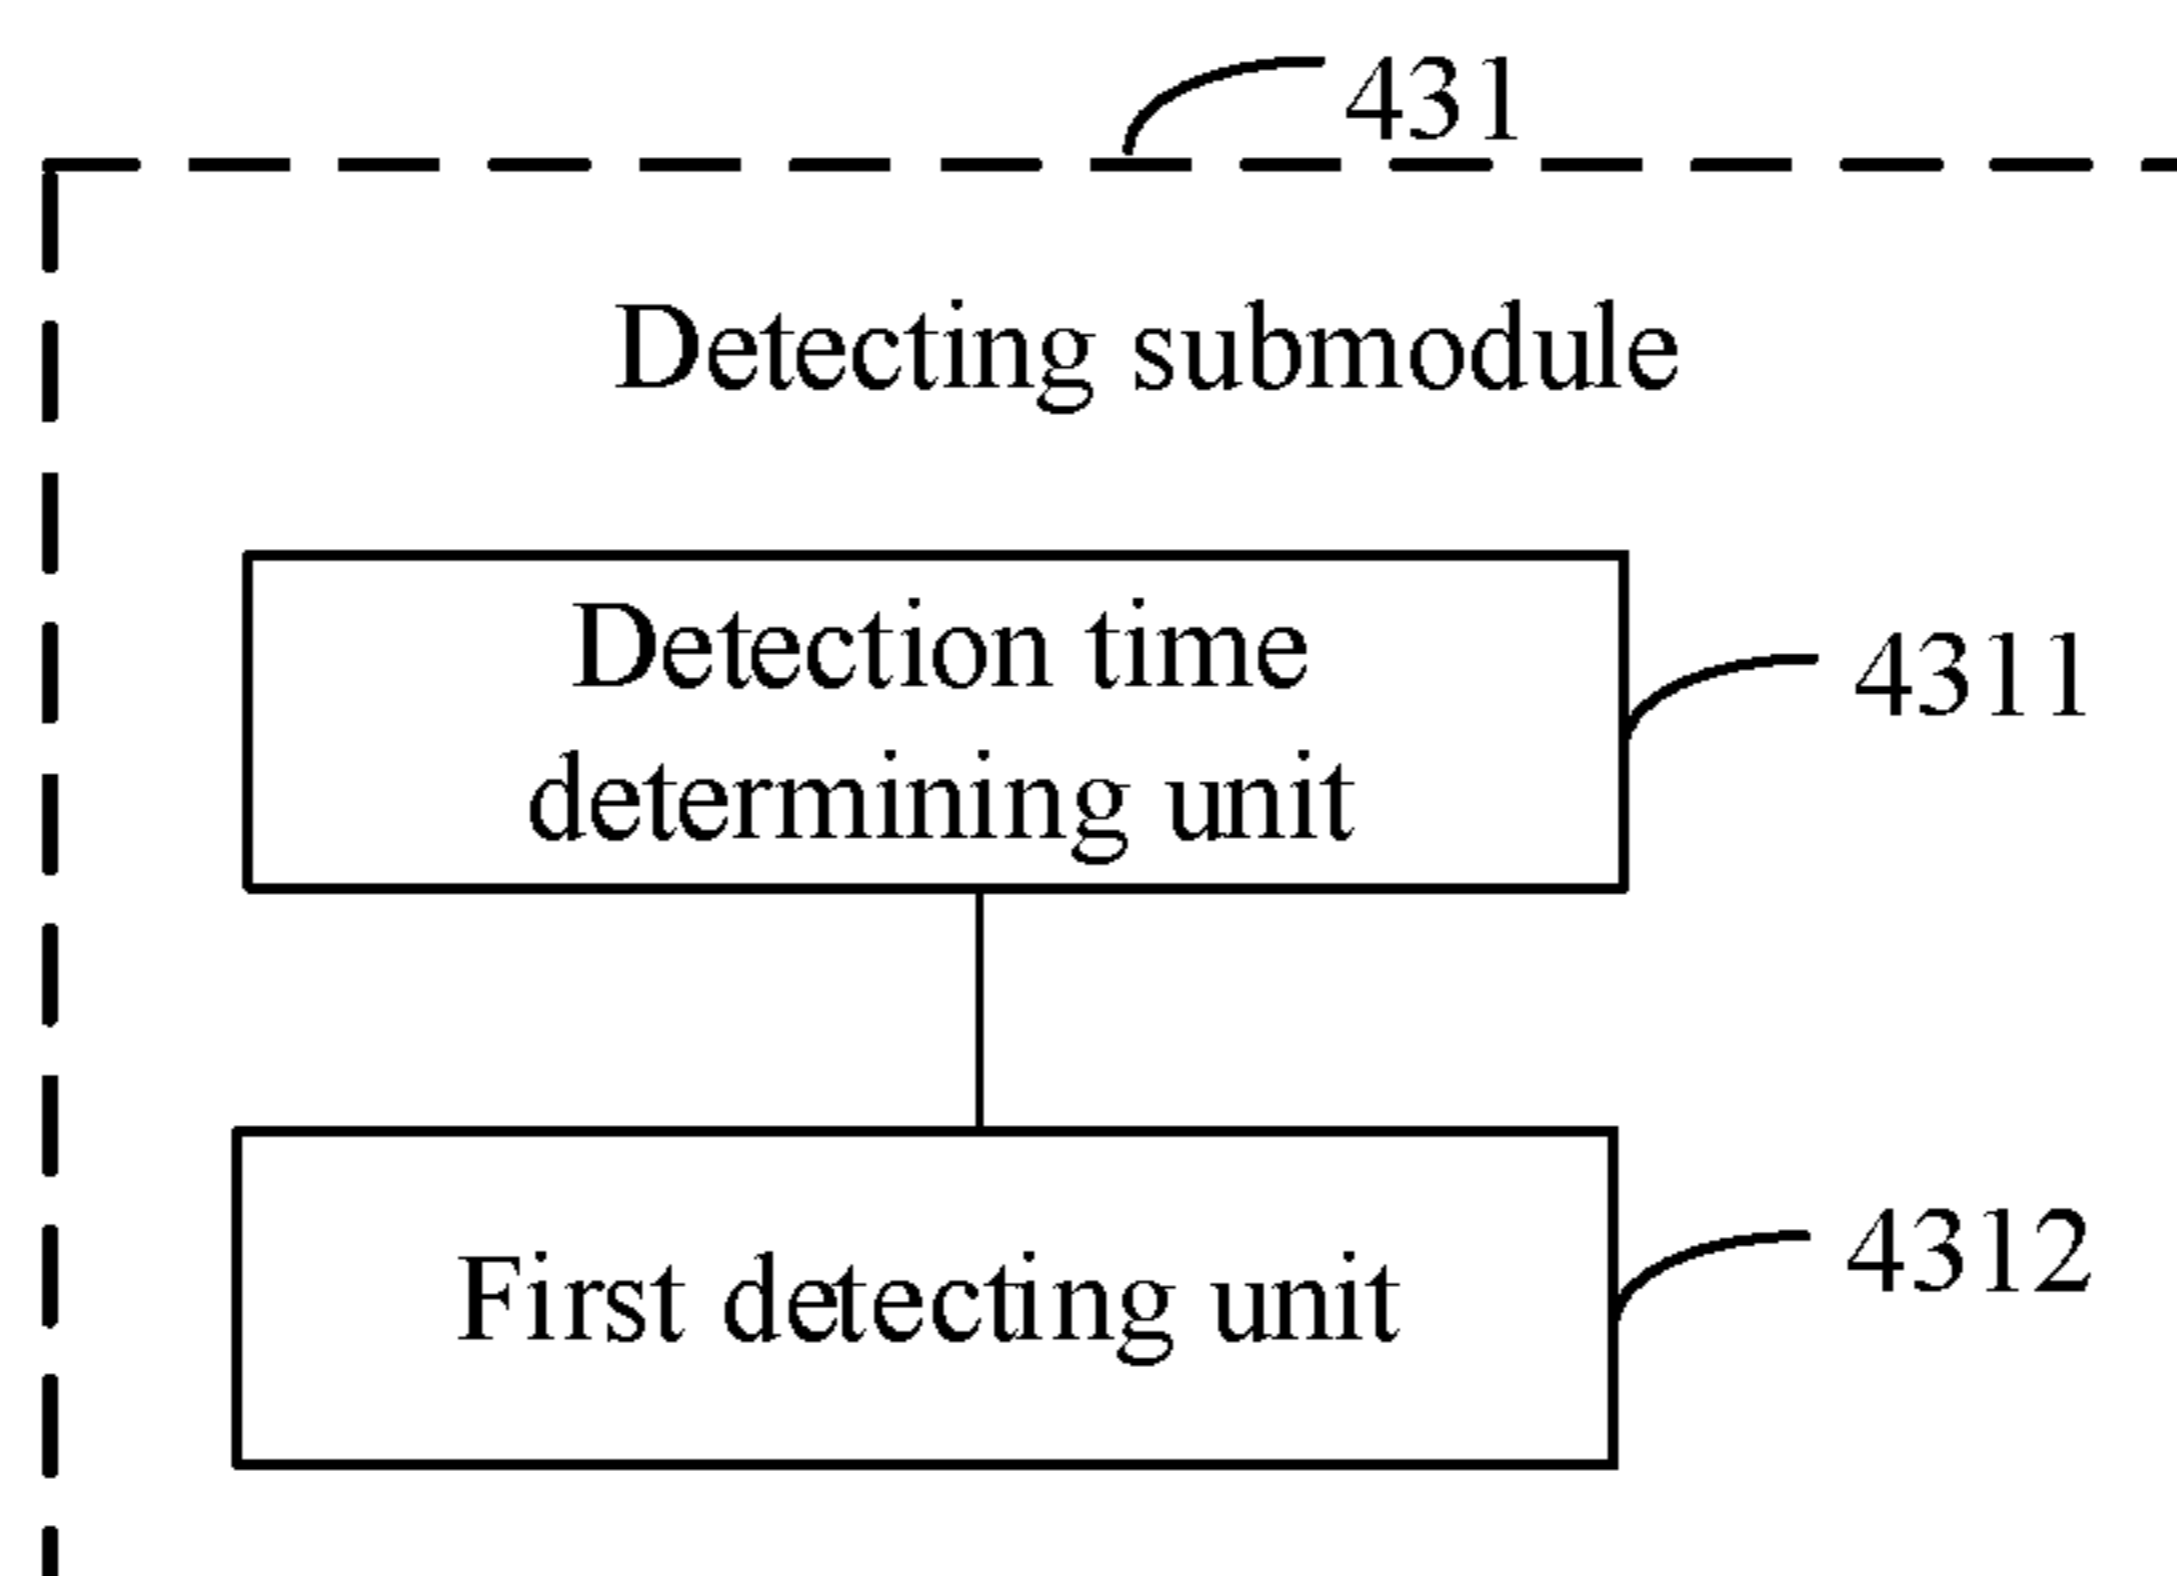 431
Detecting submodule
Detection time
determining unit
4311
First detecting unit
4312